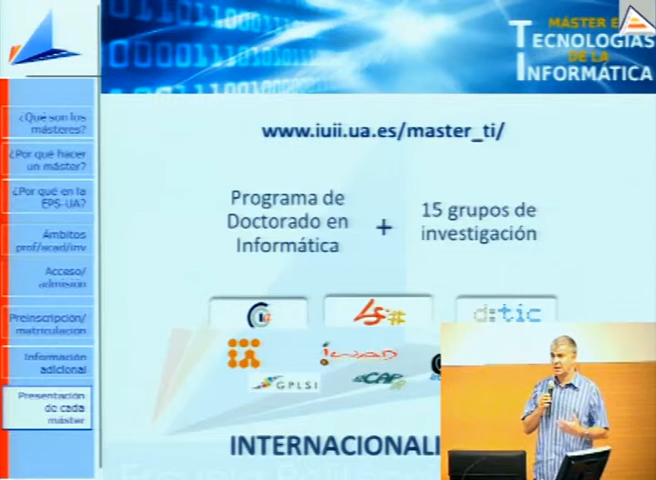 MÁSTER E
TECNOLOGÍAS
DE LA
INFORMÁTICA
¿Qué son los
másteres?
¿Por qué hacer
un máster?
¿Por qué en la
EPS-UA?
Ámbitos
prof/acad/inv
Acceso/
admisión
Preinscripción/
matriculación
Información
adicional
Presentación
de cada
máster
www.iuii.ua.es/master_ti/
Programa de
Doctorado en
Informática
+
15 grupos de
investigación
d:tic
GPLSI
INTERNACIONALI